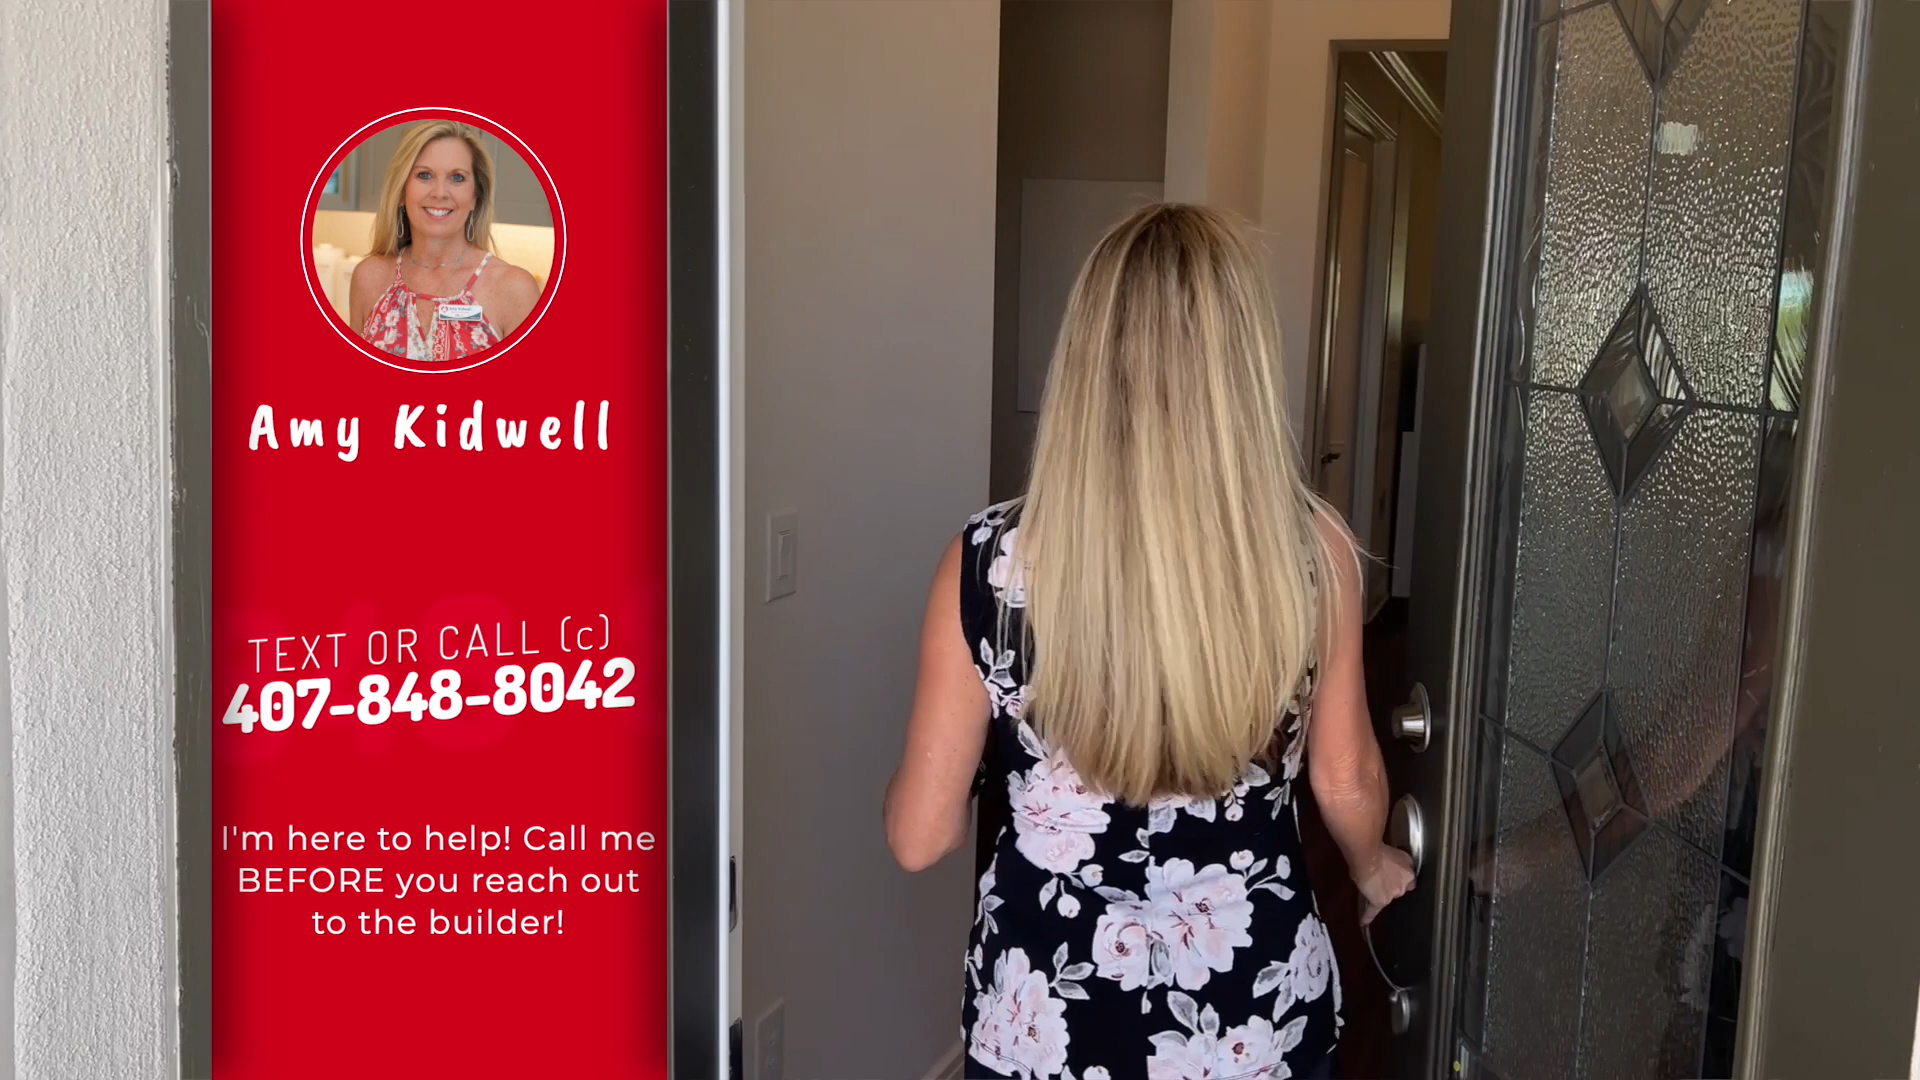 Amy Kidwell
TEXT OR CALL (c)
407-848-8042
I'm here to help! Call me
BEFORE you reach out
to the builder!